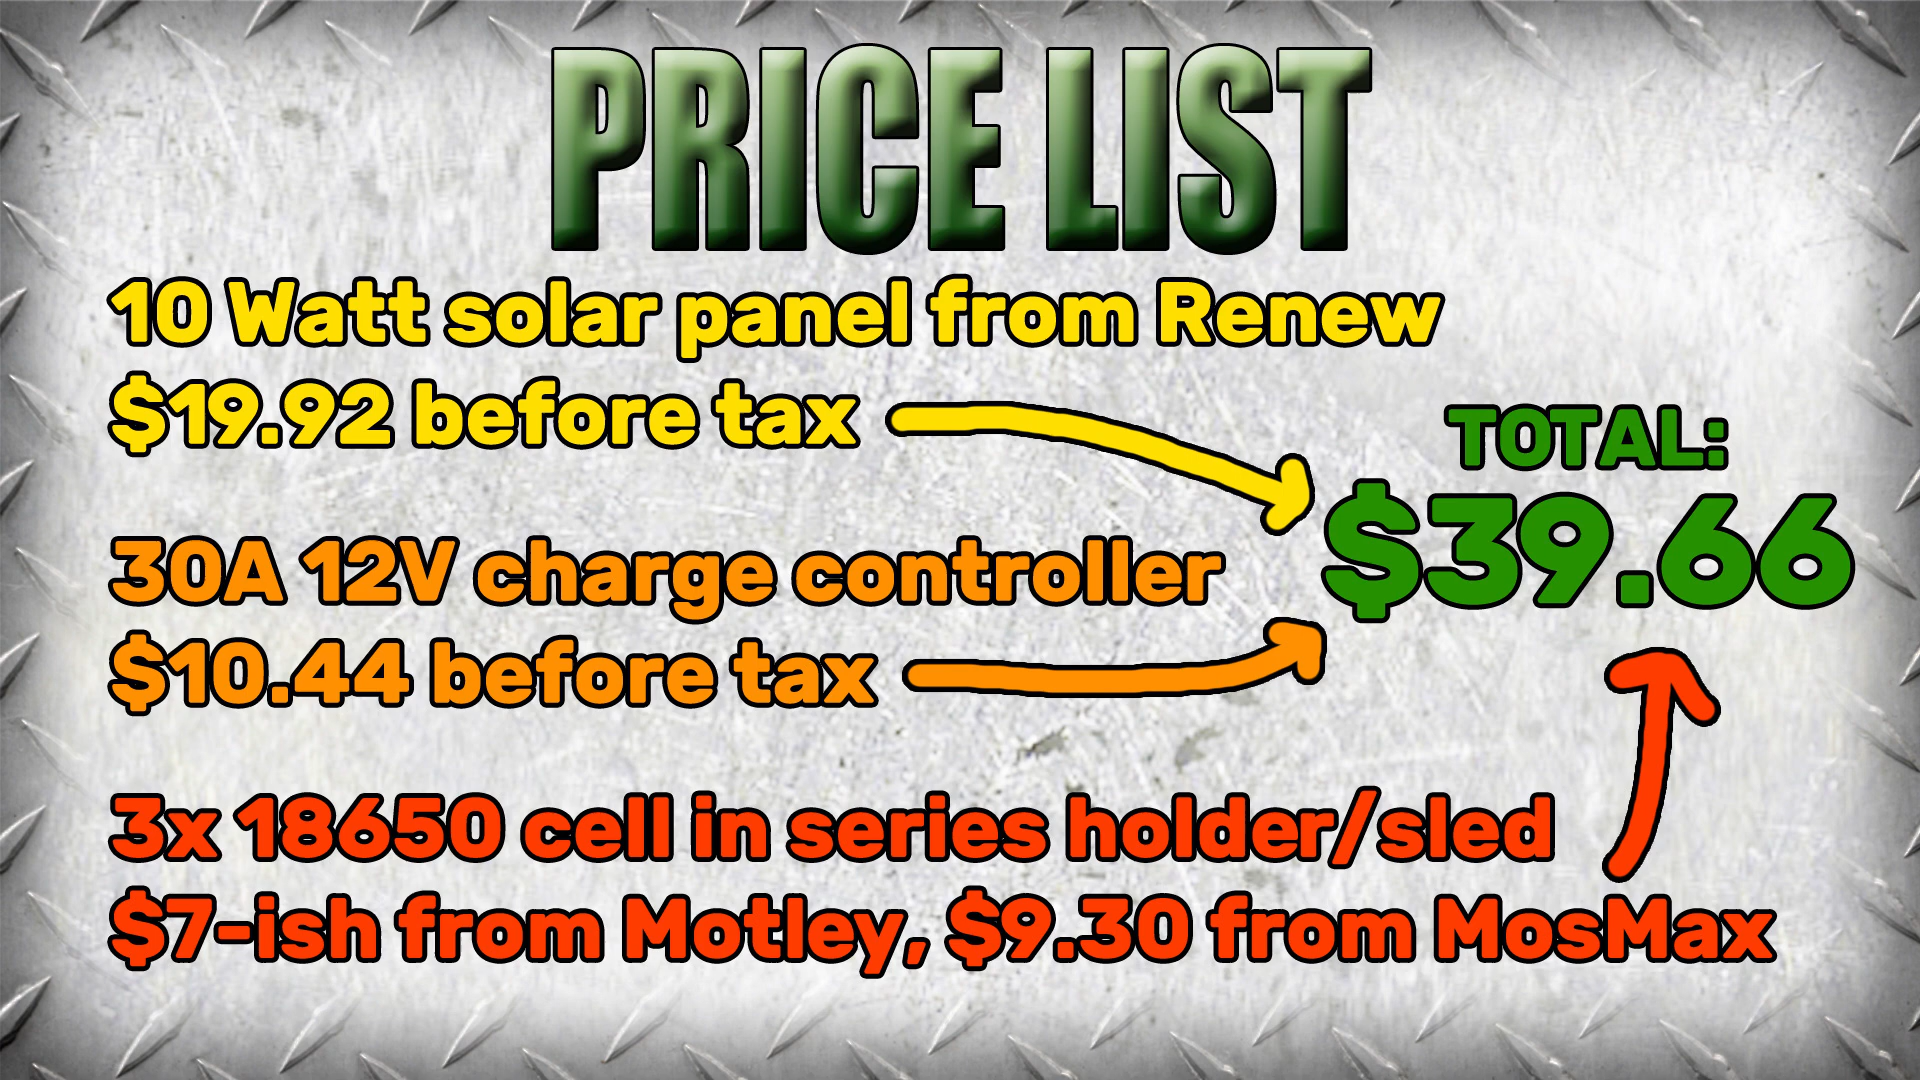 PRICE LIST
10 Watt solar panel from Renew
$19.92 before tax
TOTAL:
$39.66
30A 12V charge controller
$10.44 before tax
3x 18650 cell in series holder/sled
$7-ish from Motley, $9.30 from MosMax